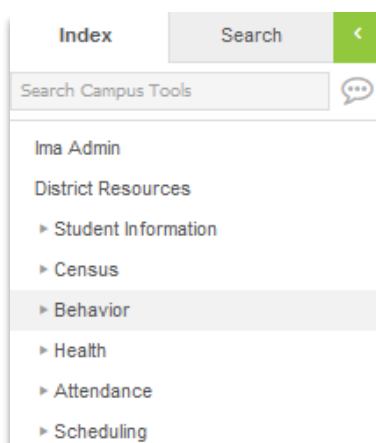 Index Search
Search Campus Tools
Ima Admin
District Resources
Student Information
Census
Behavior
Health
Attendance
Scheduling